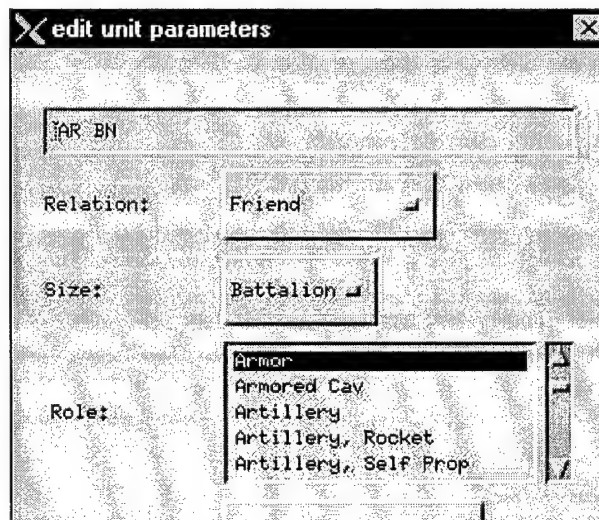 edit unit parameters
AR BN
Relation: Friend
Size: Battalion
Armor
Armored Cav
Role: Artillery
Artillery, Rocket
Artillery, Self Prop